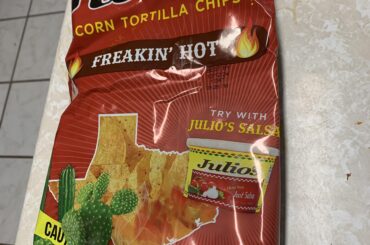 CORN TORTILLA CHIPS
FREAKIN' HOT
TRY WITH
JULIO'S SALSA
Julio's